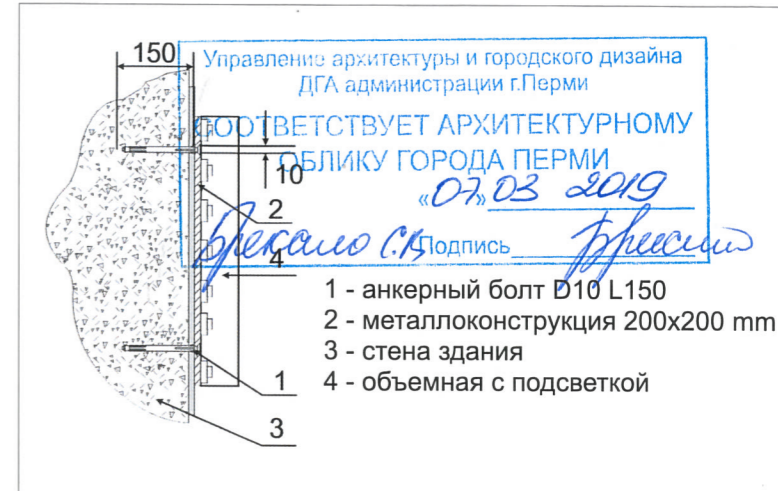 150
Управление архитектуры и городского дизайна
ДГА администрации г.Перми
СООТВЕТСТВУЕТ АРХИТЕКТУРНОМУ
ОБЛИКУ ГОРОДА ПЕРМИ
10
«07» 03 2019
2
Подпись
4
1 - анкерный болт D10 L150
2 - металлоконструкция 200x200 mm
3 - стена здания
4 - объемная с подсветкой
1
3